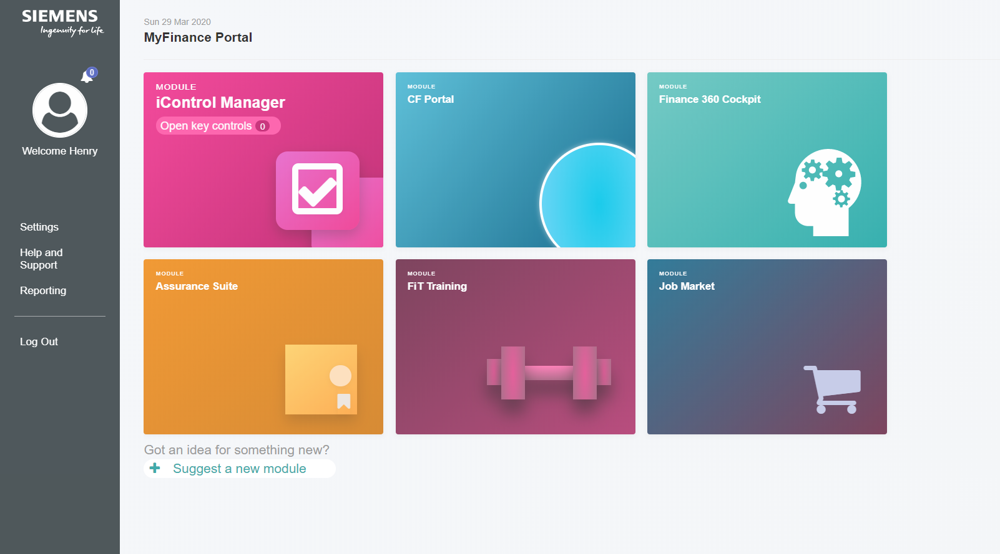 SIEMENS
Ingenuity for life
0
Welcome Henry
Settings
Help and
Support
Reporting
Log Out
Sun 29 Mar 2020
MyFinance Portal
MODULE
iControl Manager
Open key controls 0
MODULE
CF Portal
MODULE
Finance 360 Cockpit
MODULE
Assurance Suite
MODULE
FiT Training
MODULE
Job Market
Got an idea for something new?
Suggest a new module